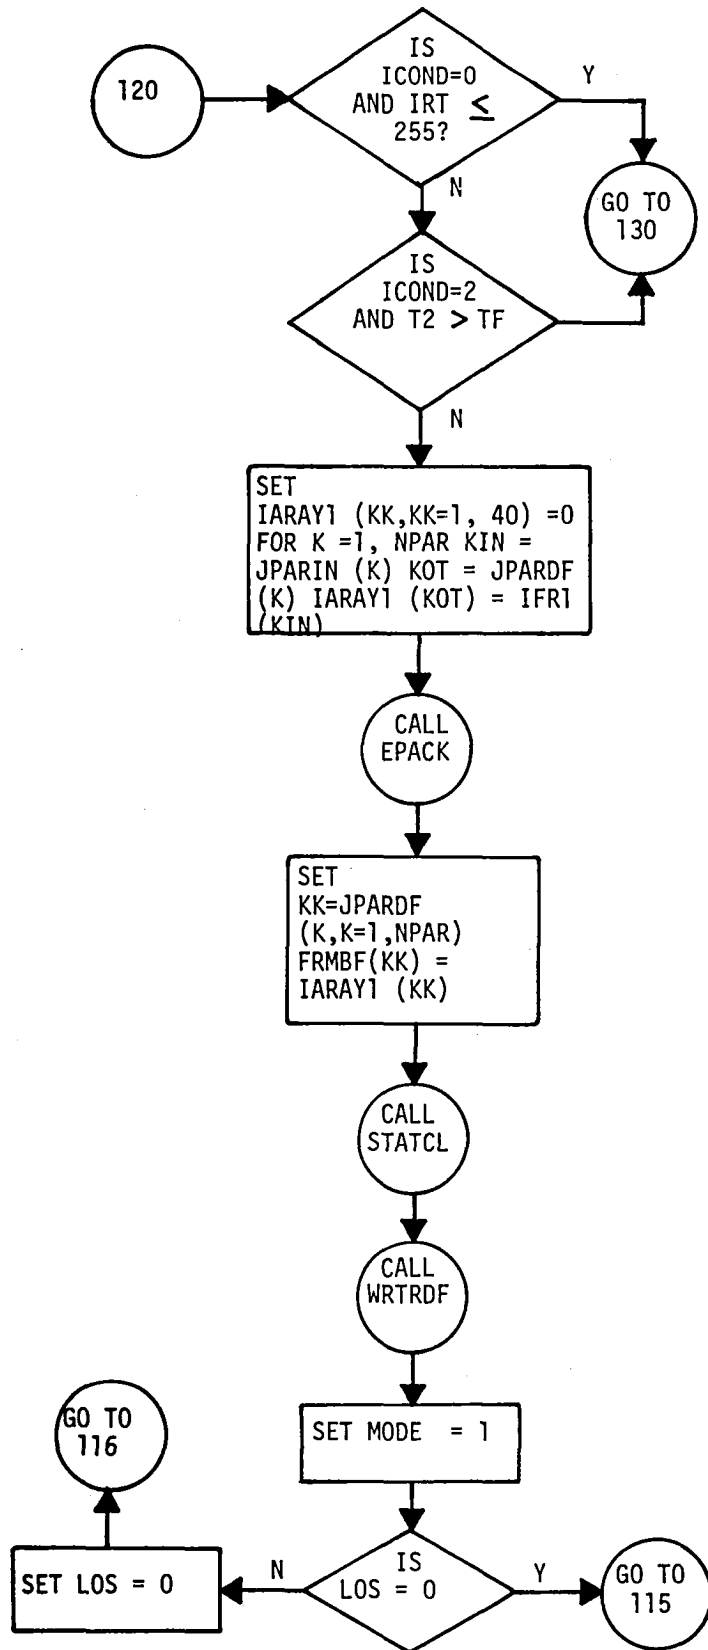 120
IS
ICOND=0
AND IRT ≤
255?
Y
N
GO TO
130
IS
ICOND=2
AND T2 > TF
N
SET
IARAY1 (KK,KK=1, 40) =0
FOR K =1, NPAR KIN =
JPARIN (K) KOT = JPARDF
(K) IARAY1 (KOT) = IFR1
(KIN)
CALL
EPACK
SET
KK=JPARDF
(K,K=1,NPAR)
FRMBF(KK) =
IARAY1 (KK)
CALL
STATCL
CALL
WRTRDF
SET MODE = 1
GO TO
116
SET LOS = 0
N
IS
LOS = 0
Y
GO TO
115